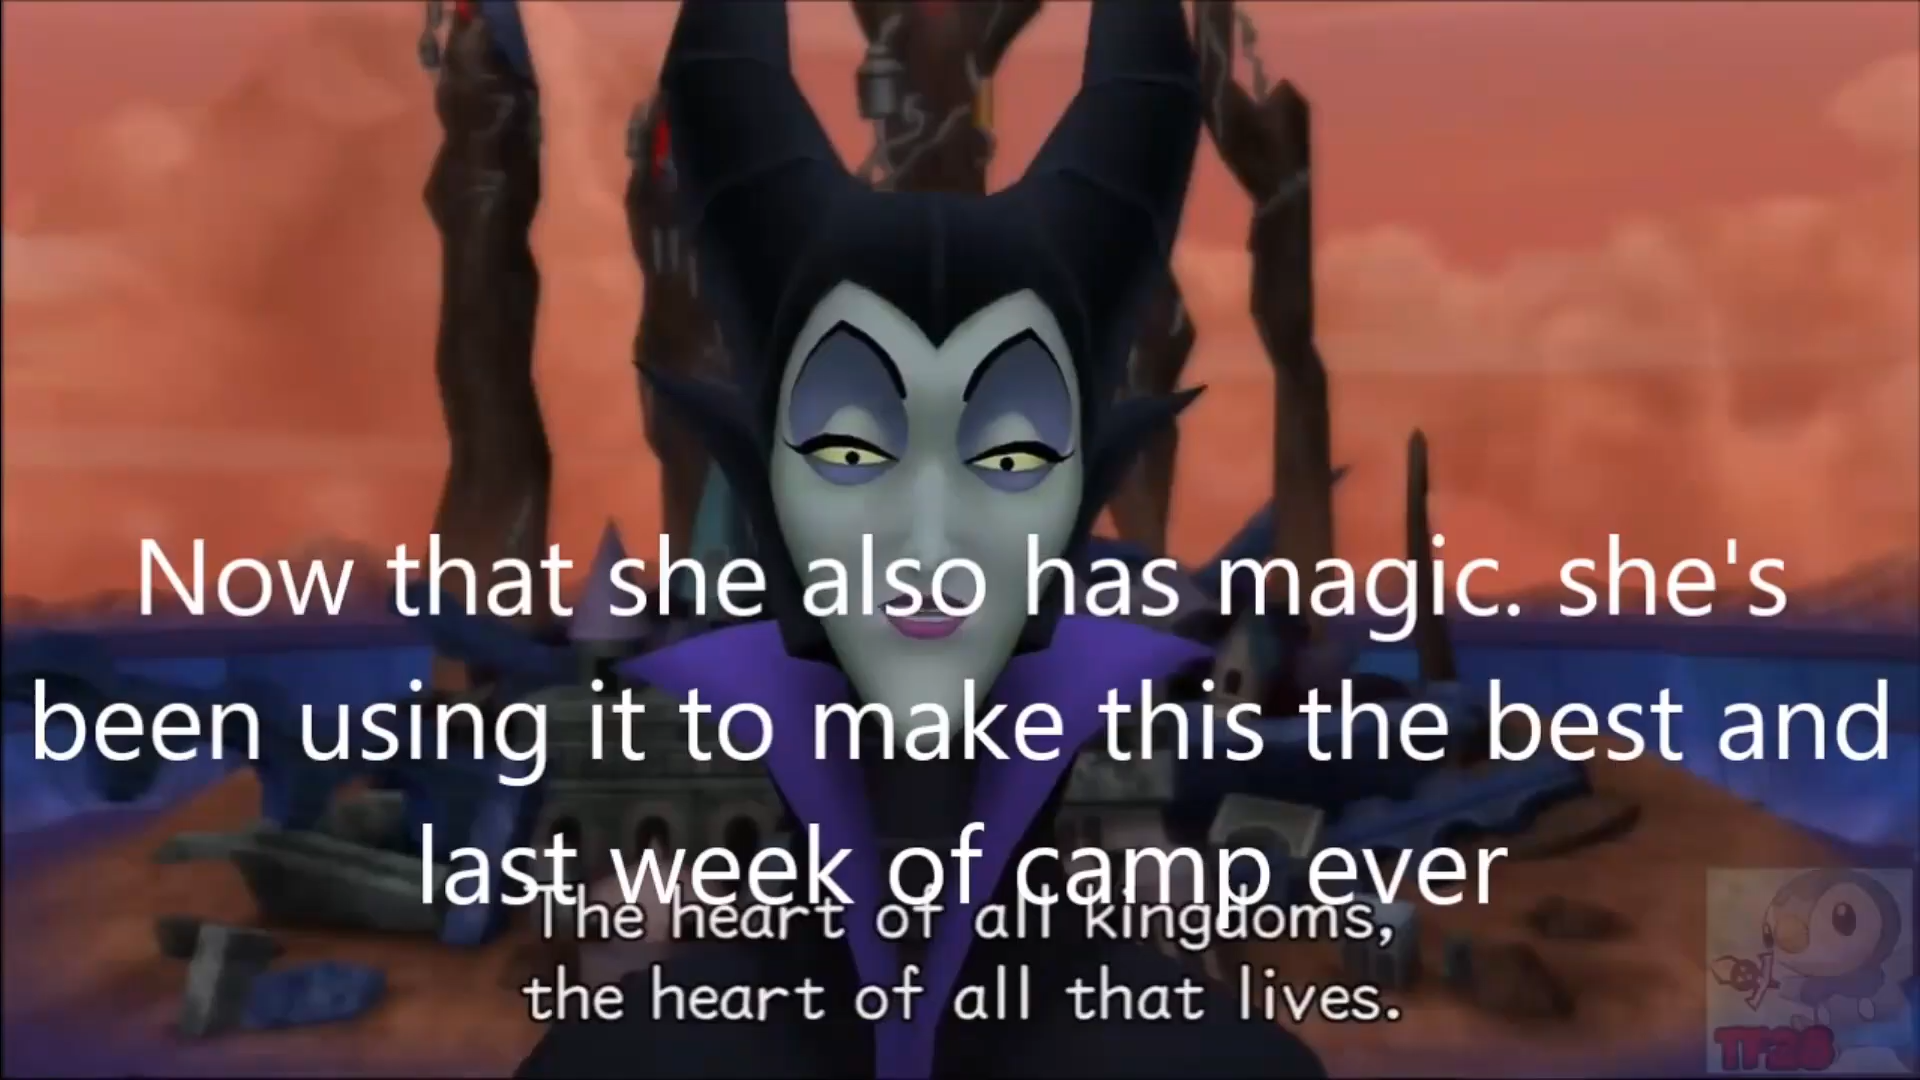 Now that she also has magic. she's
been using it to make this the best and
last week of camp ever
The heart of all kingdoms,
the heart of all that lives.
TF28